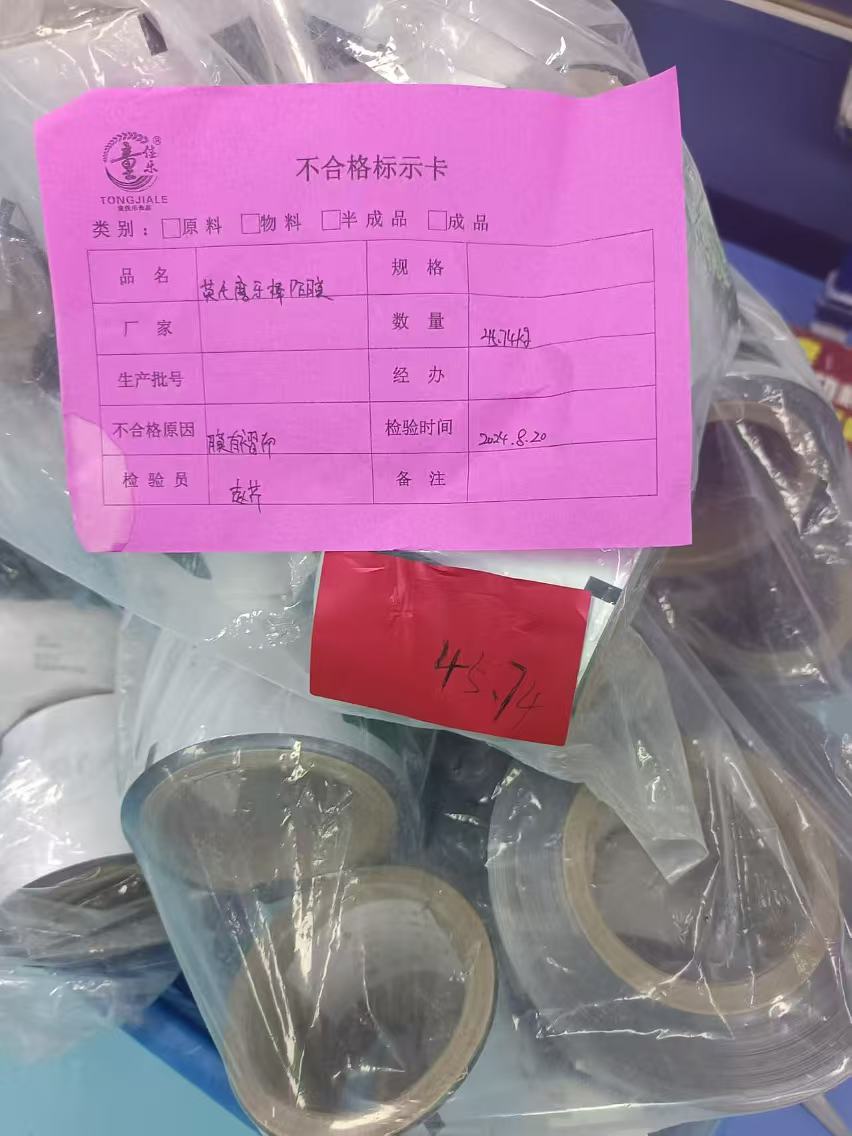 佳乐®
童
TONGJIALE
不合格标示卡
类别：□原料 □物料 □半成品 □成品
品名 规格
厂家 数量 45.74kg
生产批号 经办
不合格原因 膜有褶印 检验时间 2024.8.20
检验员 备注
45.74